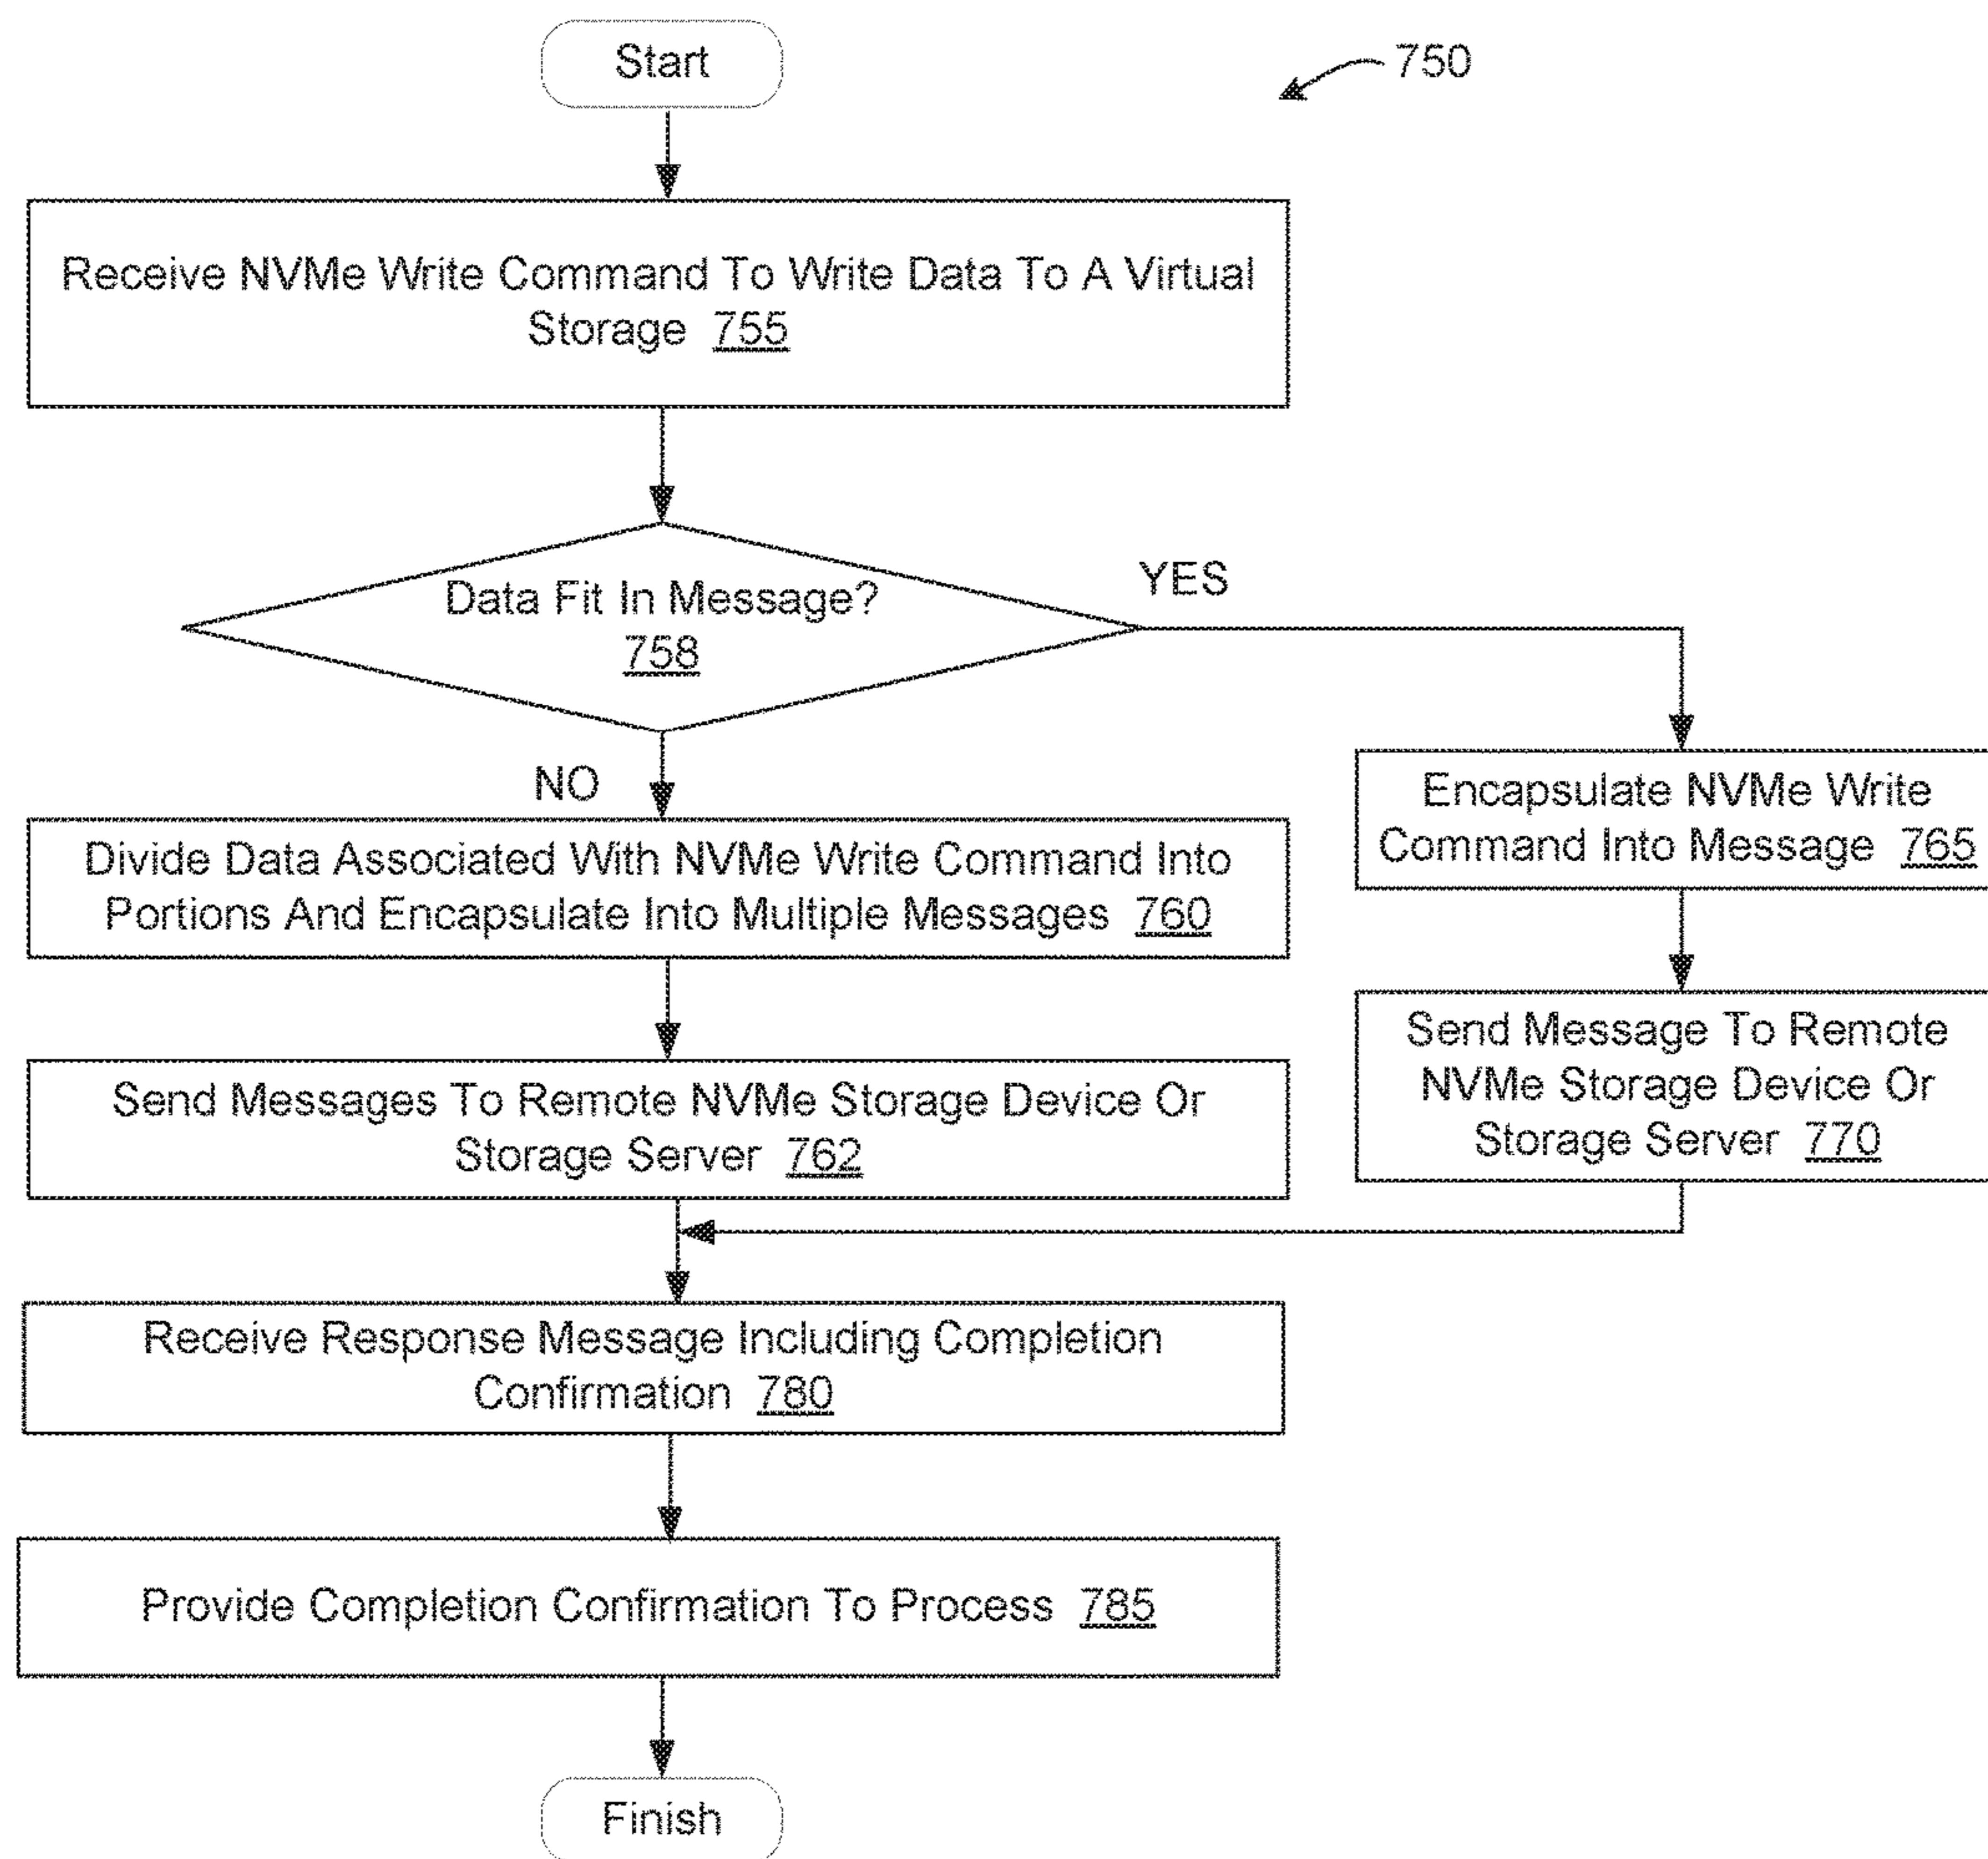 Start
750
Receive NVMe Write Command To Write Data To A Virtual
Storage 755
Data Fit In Message?
758
YES
NO
Encapsulate NVMe Write
Command Into Message 765
Divide Data Associated With NVMe Write Command Into
Portions And Encapsulate Into Multiple Messages 760
Send Message To Remote
NVMe Storage Device Or
Storage Server 770
Send Messages To Remote NVMe Storage Device Or
Storage Server 762
Receive Response Message Including Completion
Confirmation 780
Provide Completion Confirmation To Process 785
Finish